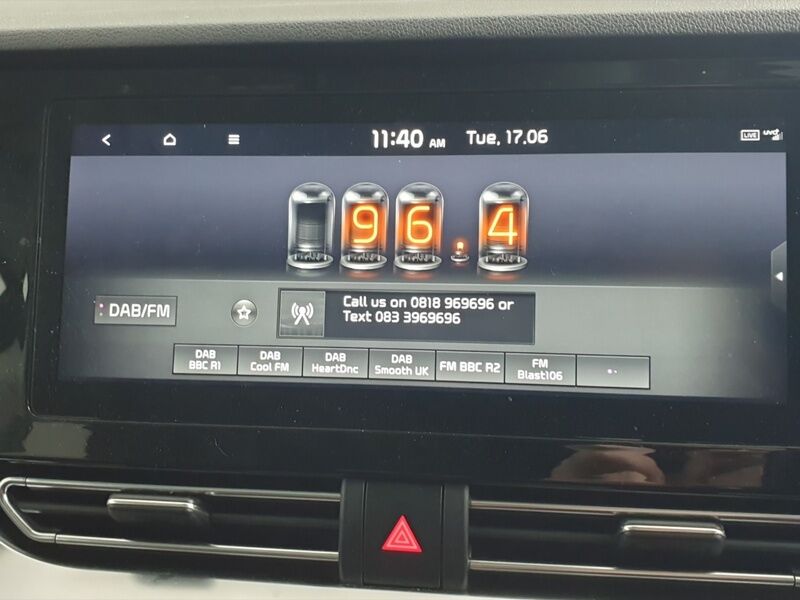 11:40 AM Tue, 17.06 LIVE UVO
96.4
DAB/FM
Call us on 0818 969696 or
Text 083 3969696
DAB
BBC R1
DAB
Cool FM
DAB
HeartDnc
DAB
Smooth UK
FM BBC R2
FM
Blast106